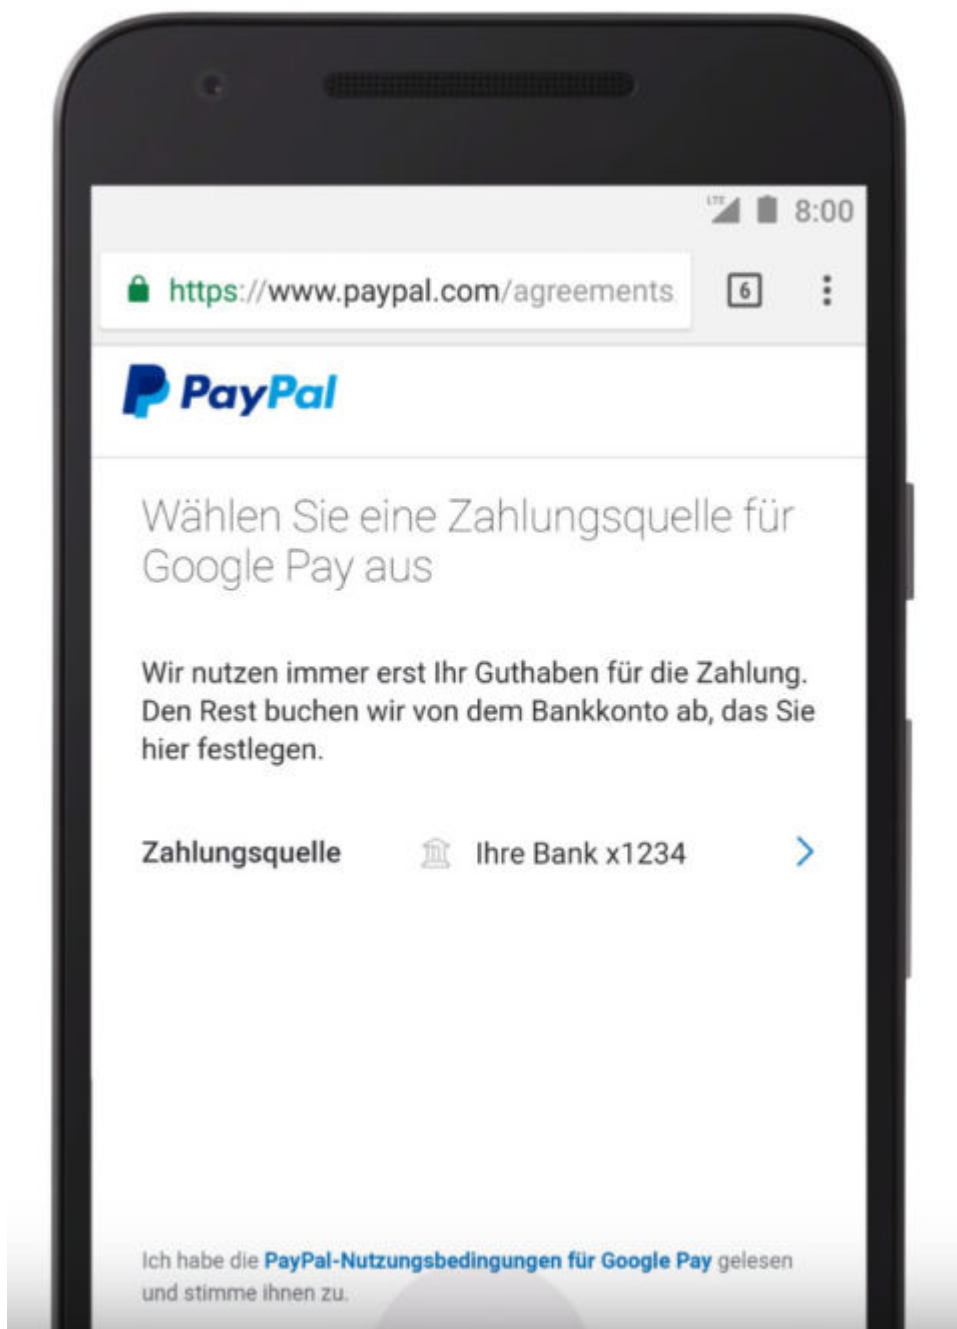 LTE 8:00
https://www.paypal.com/agreements 6
PayPal
Wählen Sie eine Zahlungsquelle für
Google Pay aus
Wir nutzen immer erst Ihr Guthaben für die Zahlung.
Den Rest buchen wir von dem Bankkonto ab, das Sie
hier festlegen.
Zahlungsquelle Ihre Bank x1234
Ich habe die PayPal-Nutzungsbedingungen für Google Pay gelesen
und stimme ihnen zu.